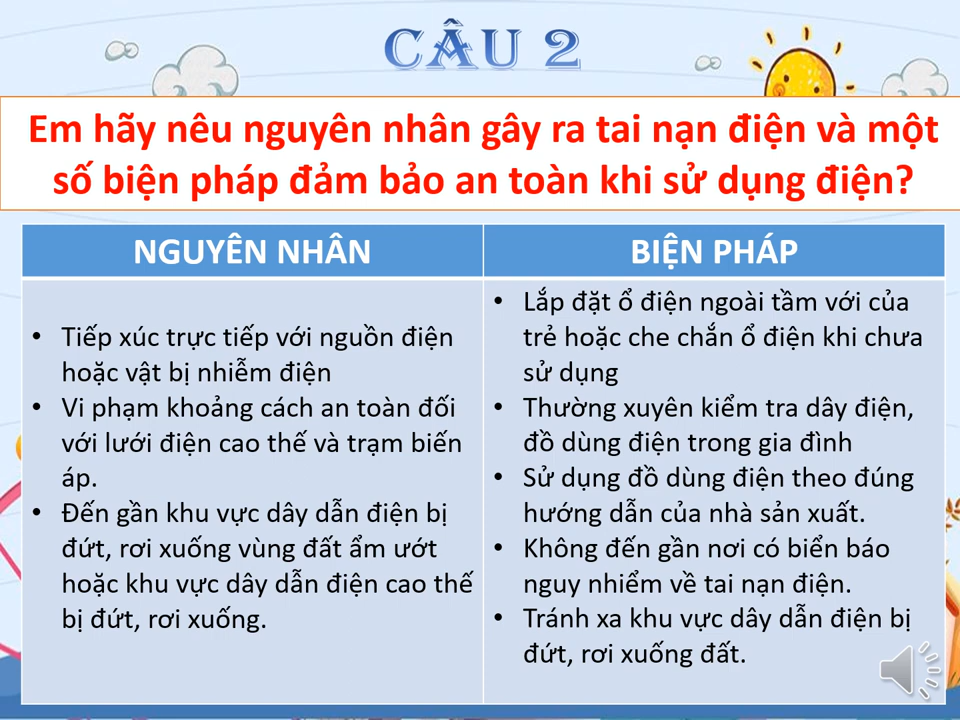 CÂU 2
Em hãy nêu nguyên nhân gây ra tai nạn điện và một
số biện pháp đảm bảo an toàn khi sử dụng điện?
NGUYÊN NHÂN
• Tiếp xúc trực tiếp với nguồn điện
hoặc vật bị nhiễm điện
• Vi phạm khoảng cách an toàn đối
với lưới điện cao thế và trạm biến
áp.
• Đến gần khu vực dây dẫn điện bị
đứt, rơi xuống vùng đất ẩm ướt
hoặc khu vực dây dẫn điện cao thế
bị đứt, rơi xuống.
BIỆN PHÁP
• Lắp đặt ổ điện ngoài tầm với của
trẻ hoặc che chắn ổ điện khi chưa
sử dụng
• Thường xuyên kiểm tra dây điện,
đồ dùng điện trong gia đình
• Sử dụng đồ dùng điện theo đúng
hướng dẫn của nhà sản xuất.
• Không đến gần nơi có biển báo
nguy nhiểm về tai nạn điện.
• Tránh xa khu vực dây dẫn điện bị
đứt, rơi xuống đất.